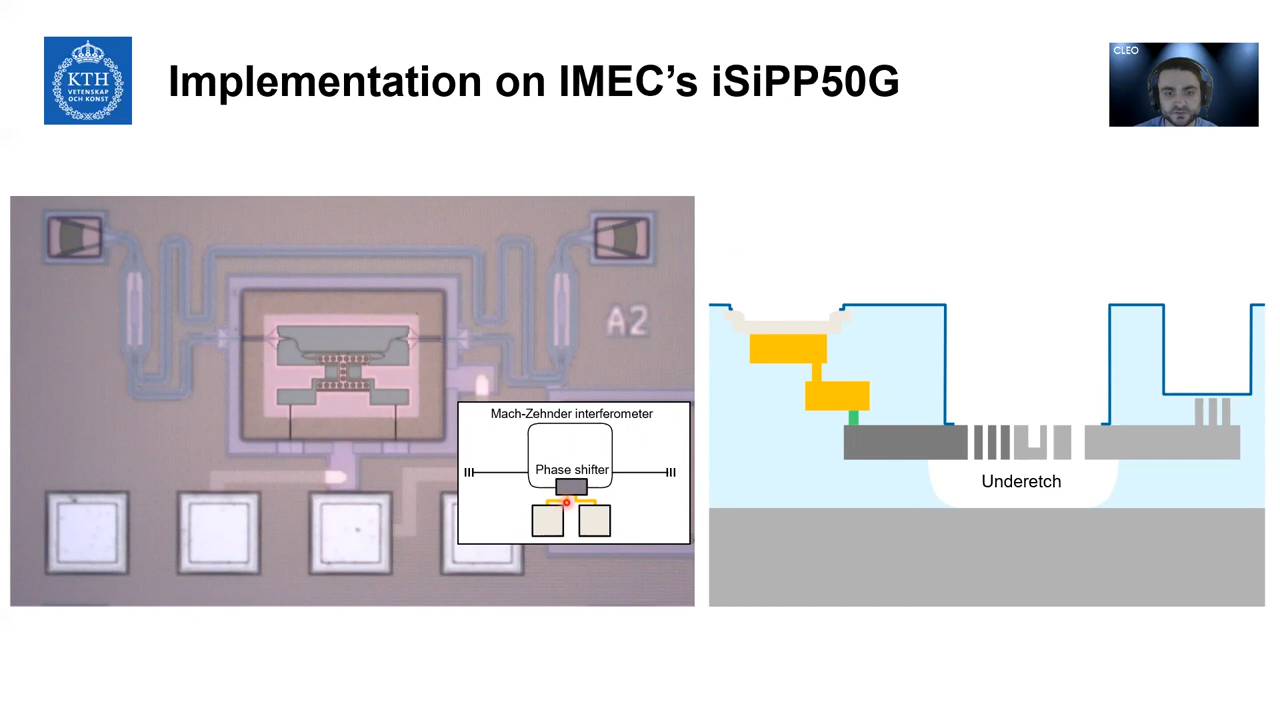 KTH
VETENSKAP
OCH KONST
Implementation on IMEC's iSiPP50G
CLEO
A2
Mach-Zehnder interferometer
Phase shifter
Underetch